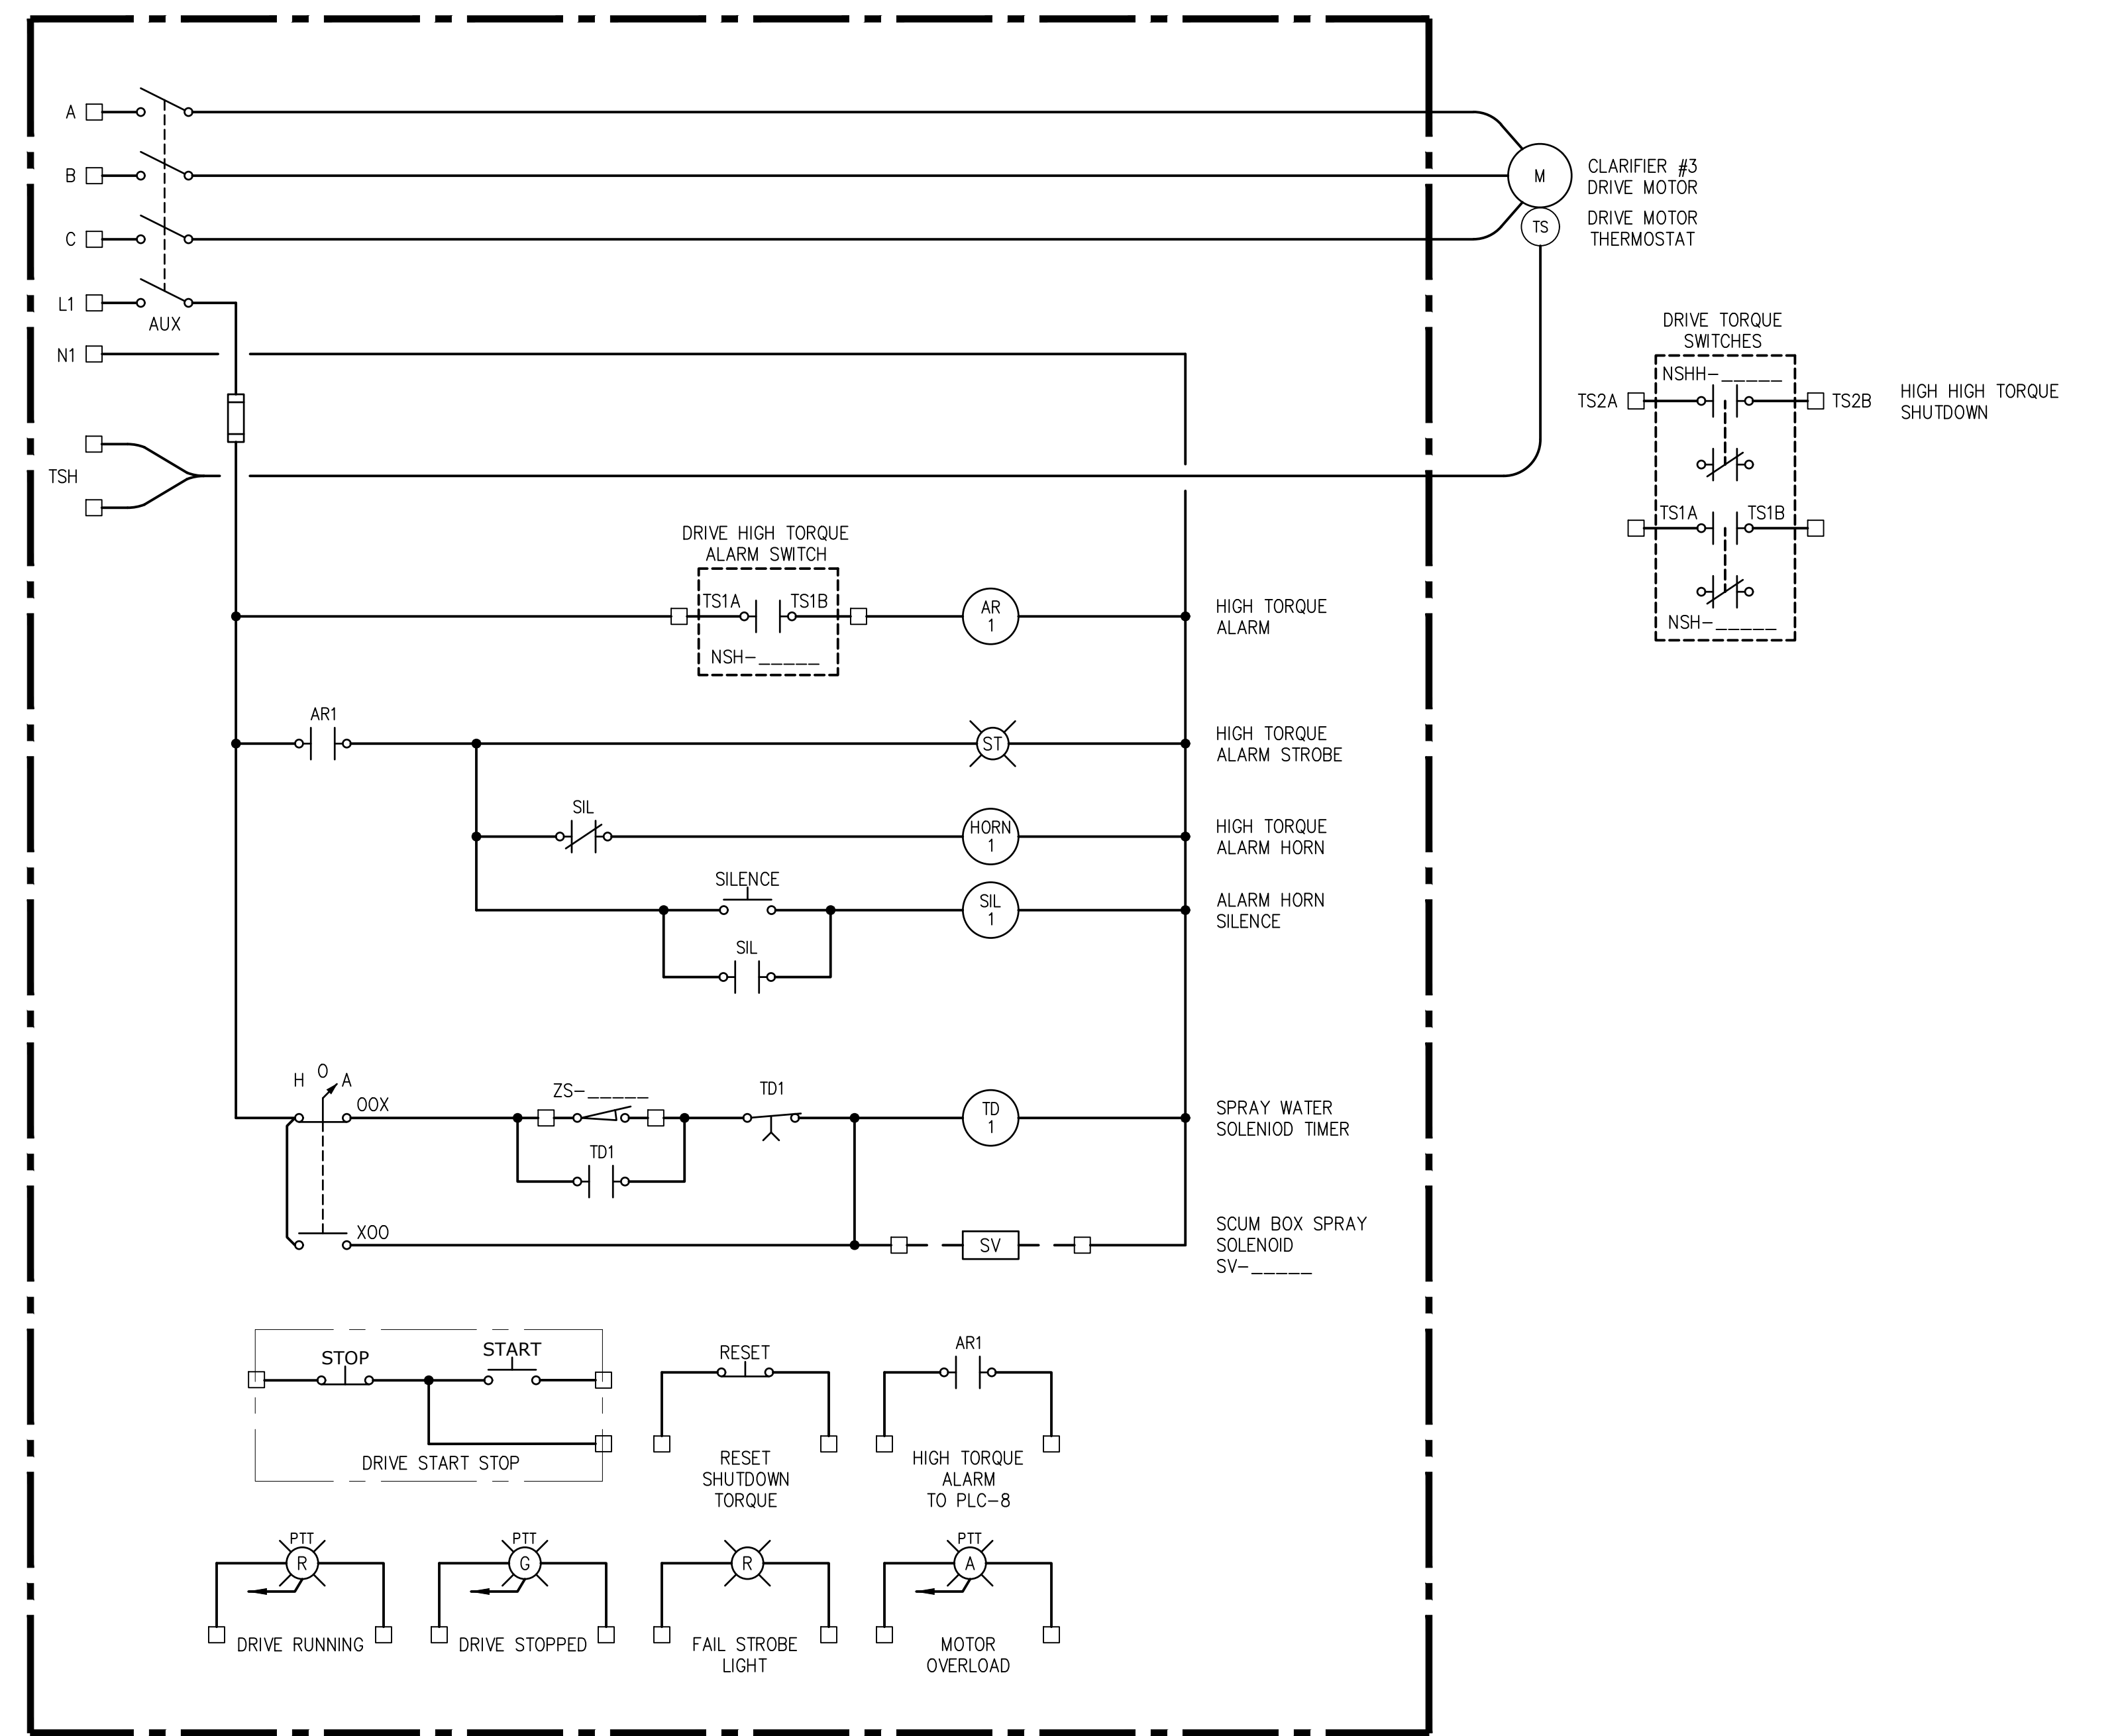 A
B
C
L1
AUX
N1
TSH
M
TS
CLARIFIER #3
DRIVE MOTOR
DRIVE MOTOR
THERMOSTAT
DRIVE TORQUE
SWITCHES
NSHH-_____
TS2A
TS2B
HIGH HIGH TORQUE
SHUTDOWN
TS1A
TS1B
NSH-_____
DRIVE HIGH TORQUE
ALARM SWITCH
TS1A
TS1B
NSH-_____
AR
1
HIGH TORQUE
ALARM
AR1
ST
HIGH TORQUE
ALARM STROBE
SIL
HORN
1
HIGH TORQUE
ALARM HORN
SILENCE
SIL
1
ALARM HORN
SILENCE
SIL
H O A
OOX
ZS-_____
TD1
TD
1
SPRAY WATER
SOLENIOD TIMER
TD1
XOO
SV
SCUM BOX SPRAY
SOLENOID
SV-_____
STOP
START
DRIVE START STOP
RESET
RESET
SHUTDOWN
TORQUE
AR1
HIGH TORQUE
ALARM
TO PLC-8
PTT
R
DRIVE RUNNING
PTT
G
DRIVE STOPPED
R
FAIL STROBE
LIGHT
PTT
A
MOTOR
OVERLOAD